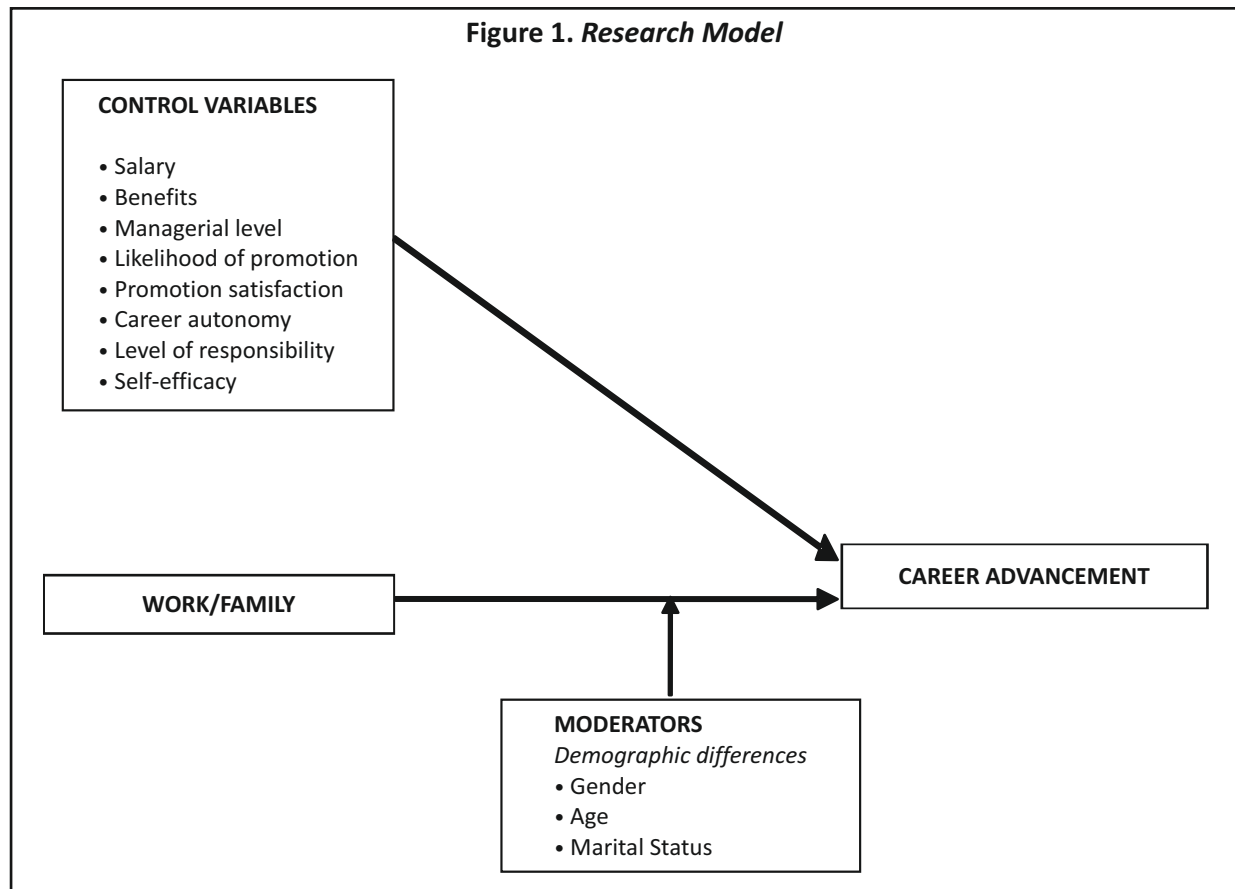 Figure 1. Research Model
CONTROL VARIABLES
• Salary
• Benefits
• Managerial level
• Likelihood of promotion
• Promotion satisfaction
• Career autonomy
• Level of responsibility
• Self-efficacy
WORK/FAMILY
CAREER ADVANCEMENT
MODERATORS
Demographic differences
• Gender
• Age
• Marital Status